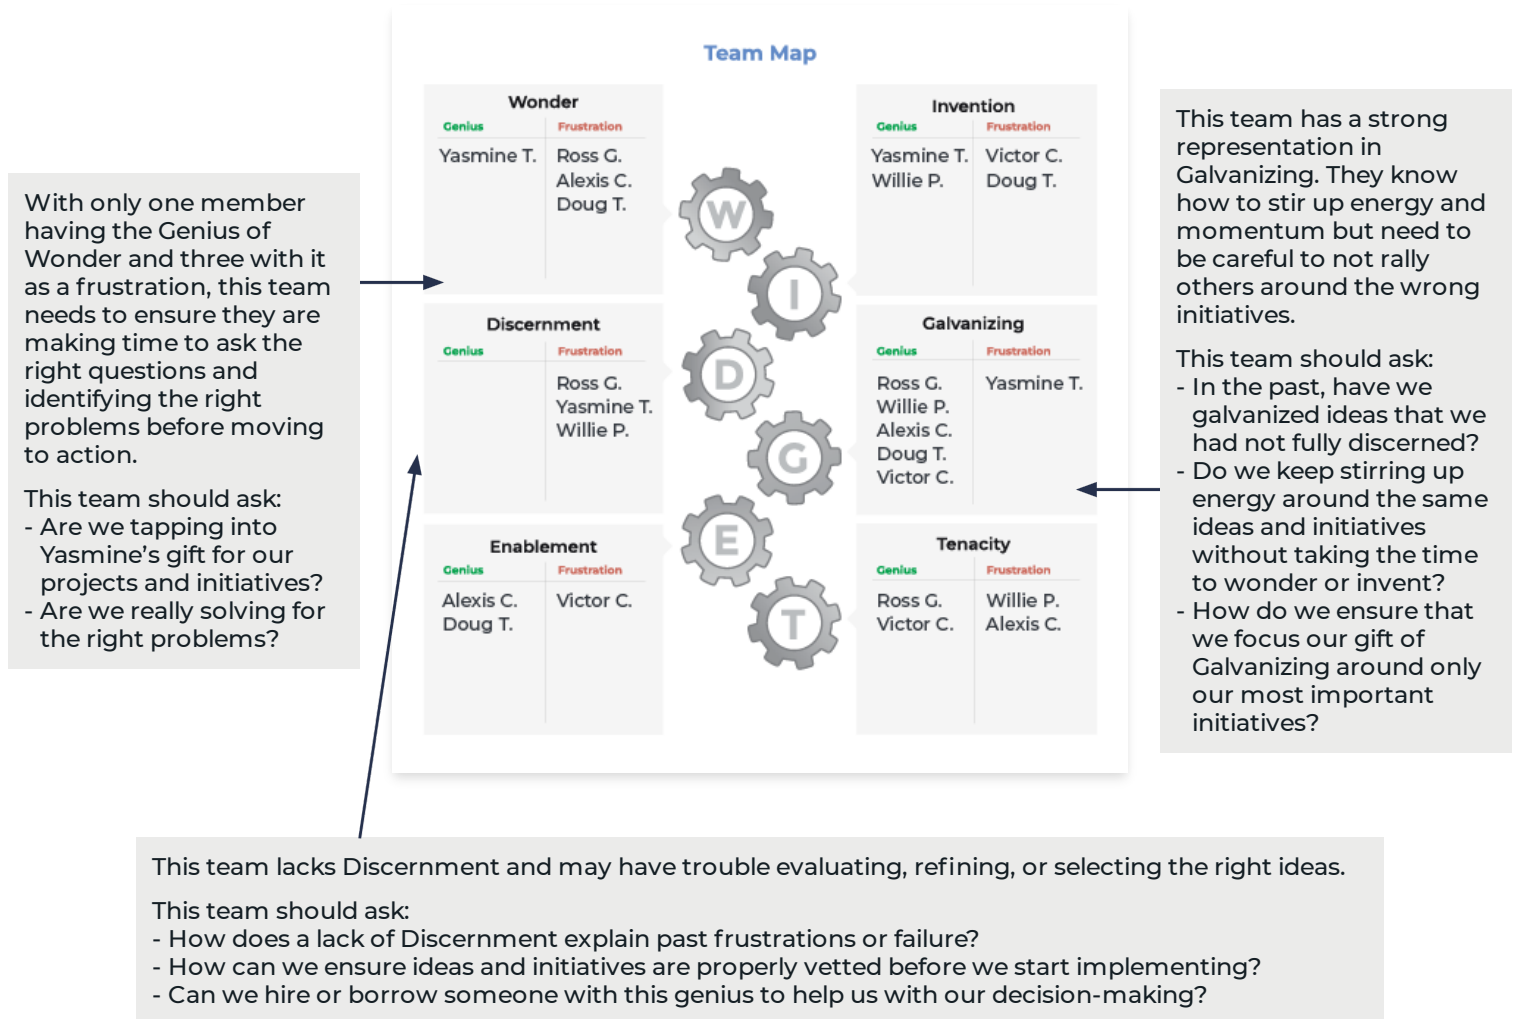 Team Map
Wonder
Genius Frustration
Yasmine T. Ross G.
Alexis C.
Doug T.
Invention
Genius Frustration
Yasmine T. Victor C.
Willie P. Doug T.
Discernment
Genius Frustration
Ross G.
Yasmine T.
Willie P.
Galvanizing
Genius Frustration
Ross G. Yasmine T.
Willie P.
Alexis C.
Doug T.
Victor C.
Enablement
Genius Frustration
Alexis C. Victor C.
Doug T.
Tenacity
Genius Frustration
Ross G. Willie P.
Victor C. Alexis C.
W
I
D
G
E
T
With only one member
having the Genius of
Wonder and three with it
as a frustration, this team
needs to ensure they are
making time to ask the
right questions and
identifying the right
problems before moving
to action.
This team should ask:
- Are we tapping into
Yasmine’s gift for our
projects and initiatives?
- Are we really solving for
the right problems?
This team has a strong
representation in
Galvanizing. They know
how to stir up energy and
momentum but need to
be careful to not rally
others around the wrong
initiatives.
This team should ask:
- In the past, have we
galvanized ideas that we
had not fully discerned?
- Do we keep stirring up
energy around the same
ideas and initiatives
without taking the time
to wonder or invent?
- How do we ensure that
we focus our gift of
Galvanizing around only
our most important
initiatives?
This team lacks Discernment and may have trouble evaluating, refining, or selecting the right ideas.
This team should ask:
- How does a lack of Discernment explain past frustrations or failure?
- How can we ensure ideas and initiatives are properly vetted before we start implementing?
- Can we hire or borrow someone with this genius to help us with our decision-making?